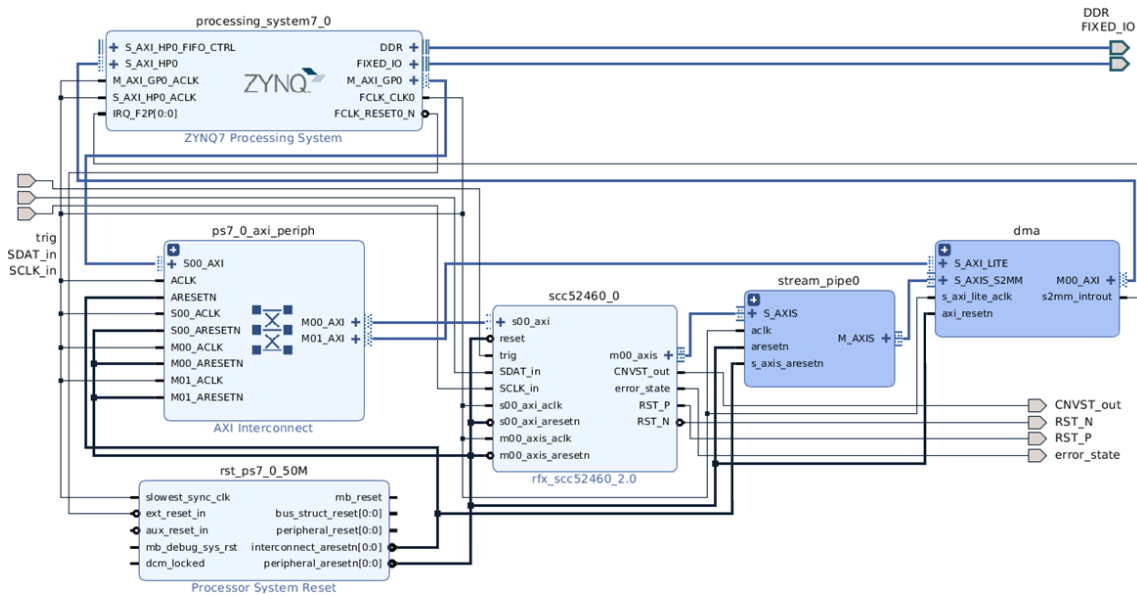 DDR
FIXED_IO
processing_system7_0
S_AXI_HP0_FIFO_CTRL
S_AXI_HP0
M_AXI_GP0_ACLK
S_AXI_HP0_ACLK
IRQ_F2P[0:0]
ZYNQ
DDR
FIXED_IO
M_AXI_GP0
FCLK_CLK0
FCLK_RESET0_N
ZYNQ7 Processing System
trig
SDAT_in
SCLK_in
ps7_0_axi_periph
S00_AXI
ACLK
ARESETN
S00_ACLK
S00_ARESETN
M00_ACLK
M00_ARESETN
M01_ACLK
M01_ARESETN
M00_AXI
M01_AXI
AXI Interconnect
scc52460_0
s00_axi
reset
trig
SDAT_in
SCLK_in
s00_axi_aclk
s00_axi_aresetn
m00_axis_aclk
m00_axis_aresetn
m00_axis
CNVST_out
error_state
RST_P
RST_N
rfx_scc52460_2.0
stream_pipe0
S_AXIS
aclk
aresetn
s_axis_aresetn
M_AXIS
dma
S_AXI_LITE
S_AXIS_S2MM
s_axi_lite_aclk
axi_resetn
M00_AXI
s2mm_introut
CNVST_out
RST_N
RST_P
error_state
rst_ps7_0_50M
slowest_sync_clk
ext_reset_in
aux_reset_in
mb_debug_sys_rst
dcm_locked
mb_reset
bus_struct_reset[0:0]
peripheral_reset[0:0]
interconnect_aresetn[0:0]
peripheral_aresetn[0:0]
Processor System Reset